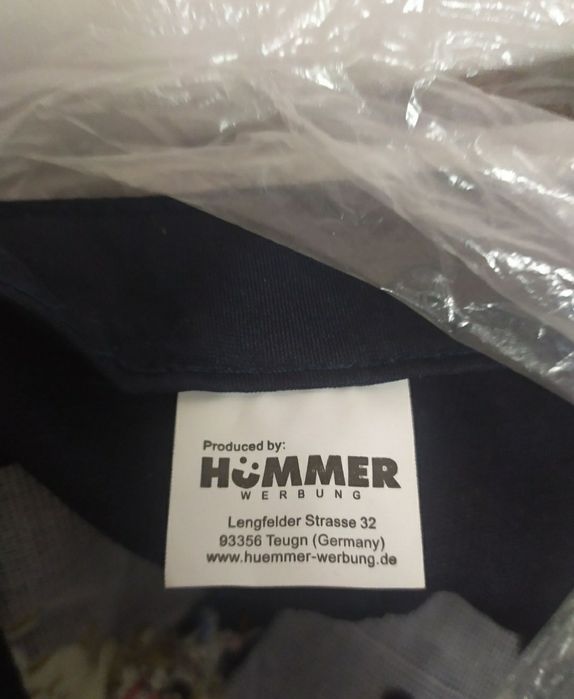 Produced by:
HüMMER
WERBUNG
Lengfelder Strasse 32
93356 Teugn (Germany)
www.huemmer-werbung.de